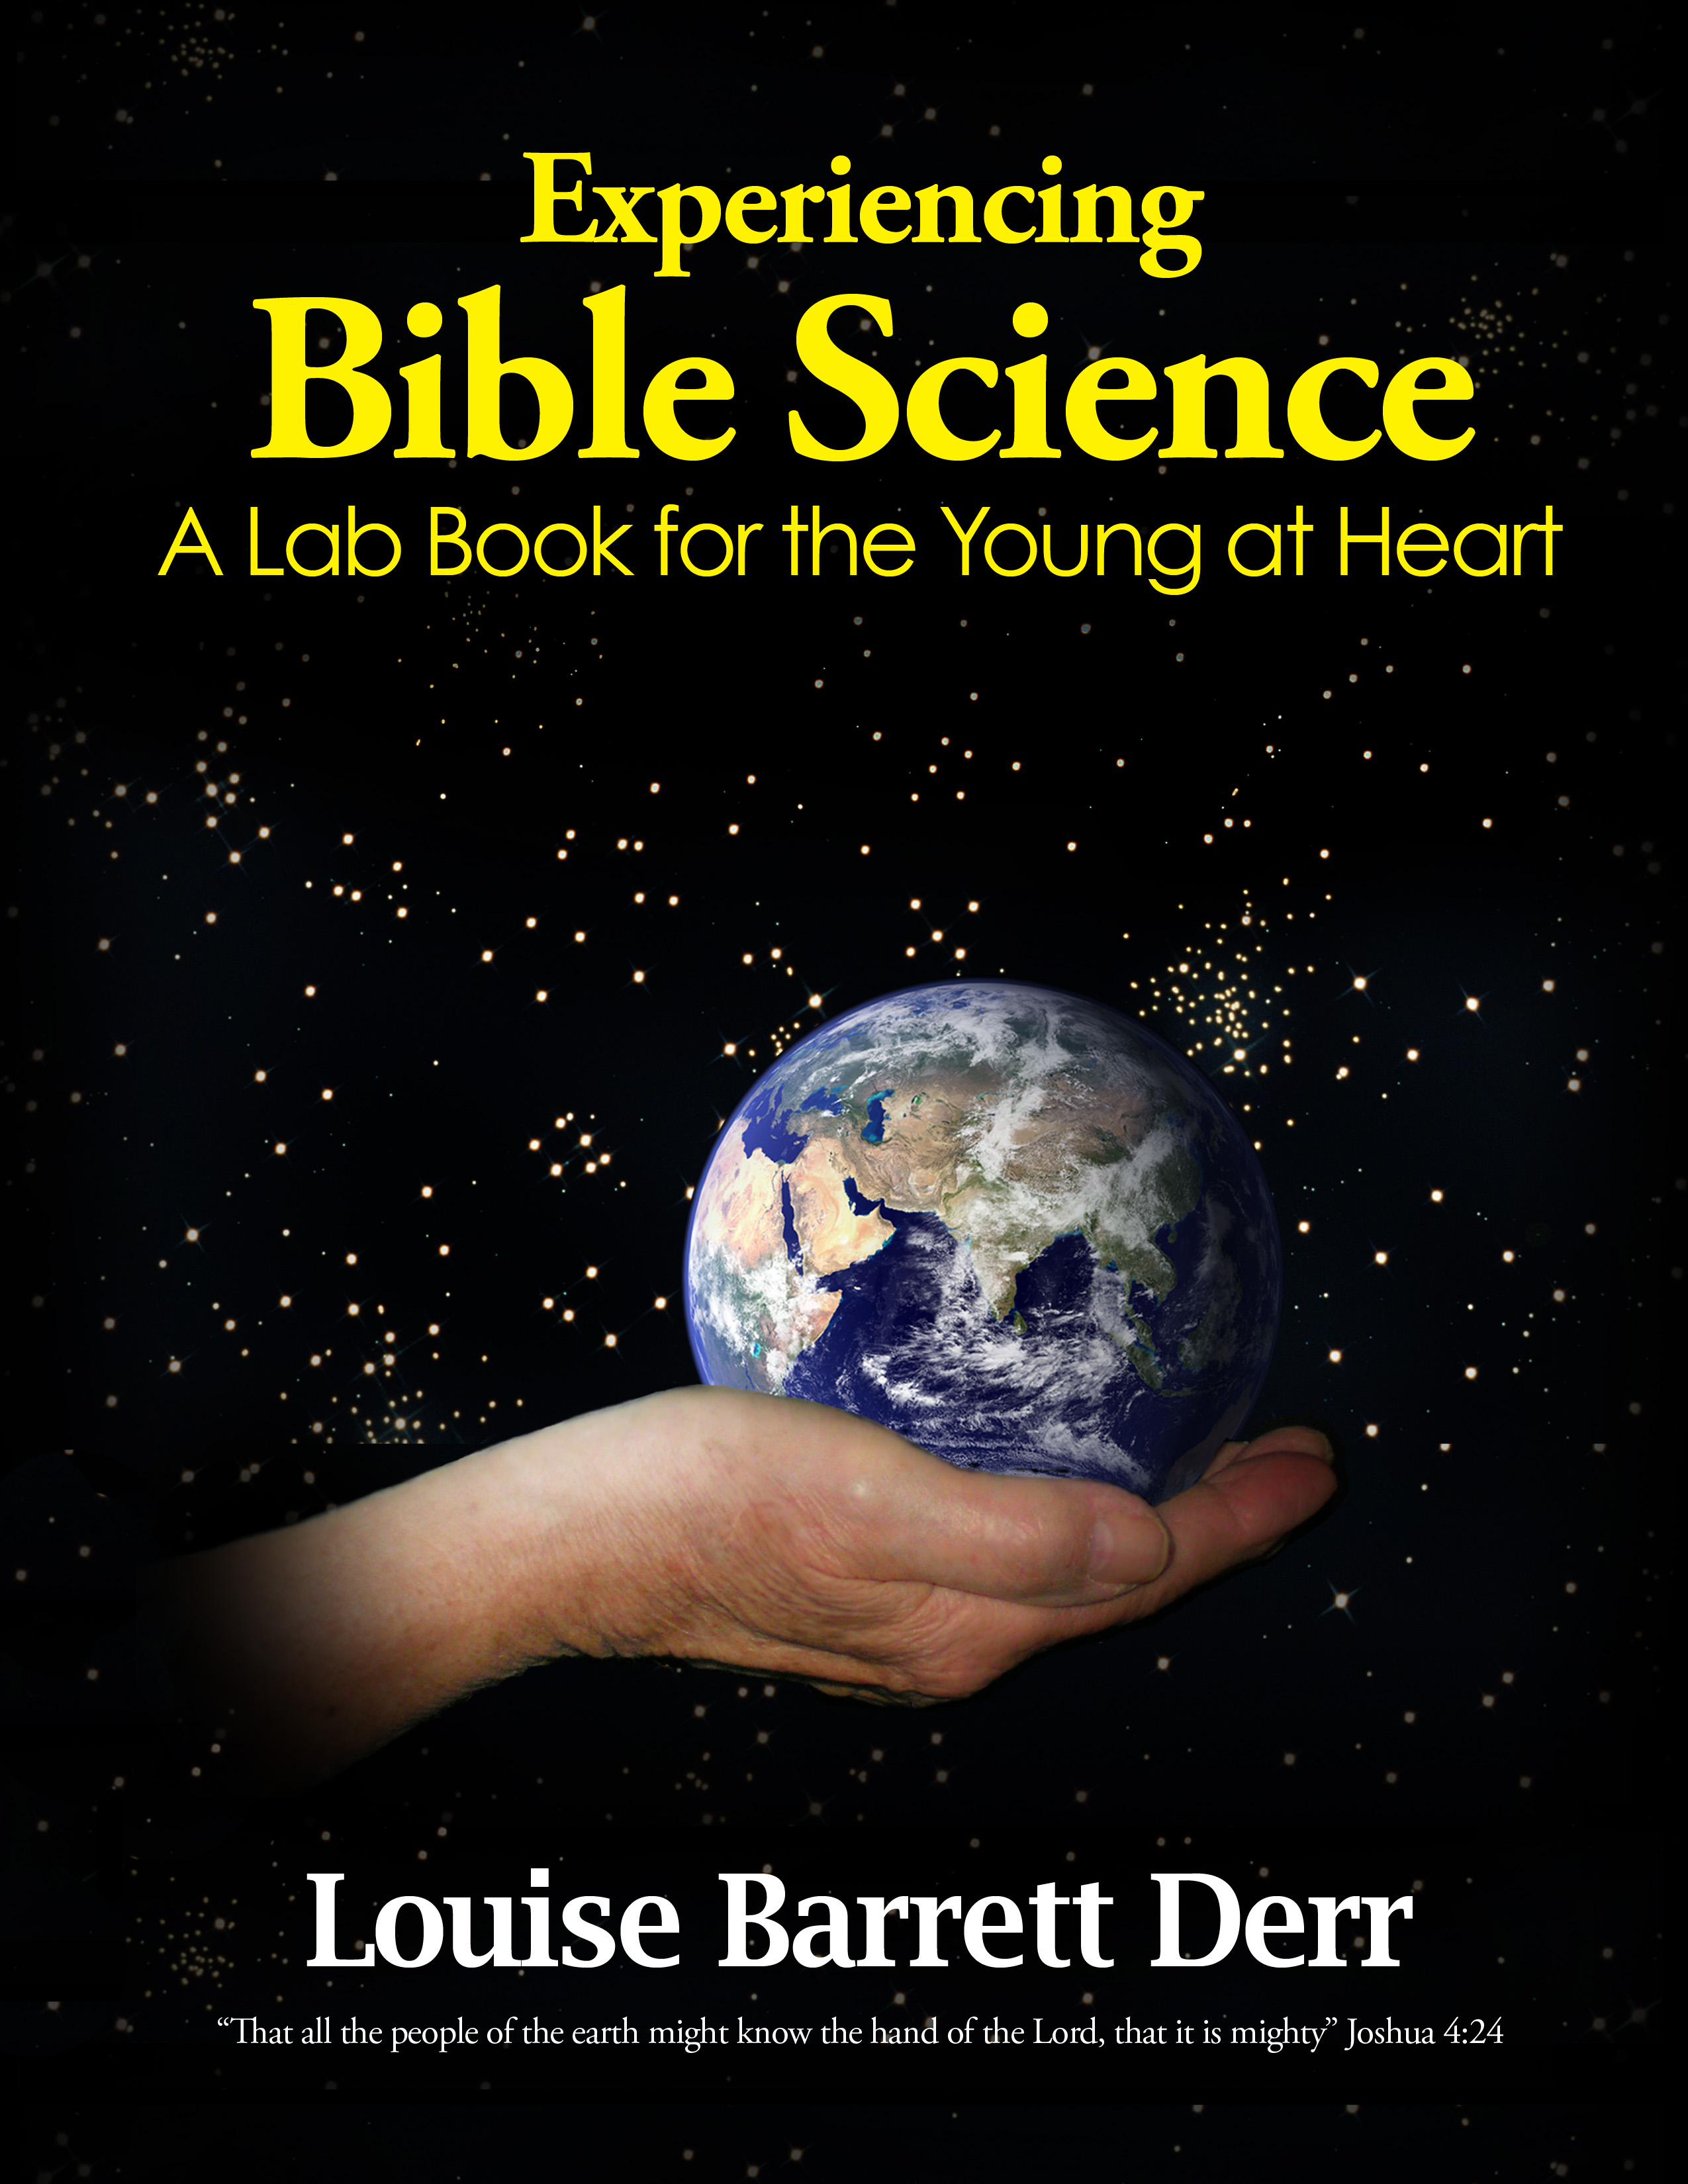 Experiencing
Bible Science
A Lab Book for the Young at Heart
Louise Barrett Derr
“That all the people of the earth might know the hand of the Lord, that it is mighty” Joshua 4:24